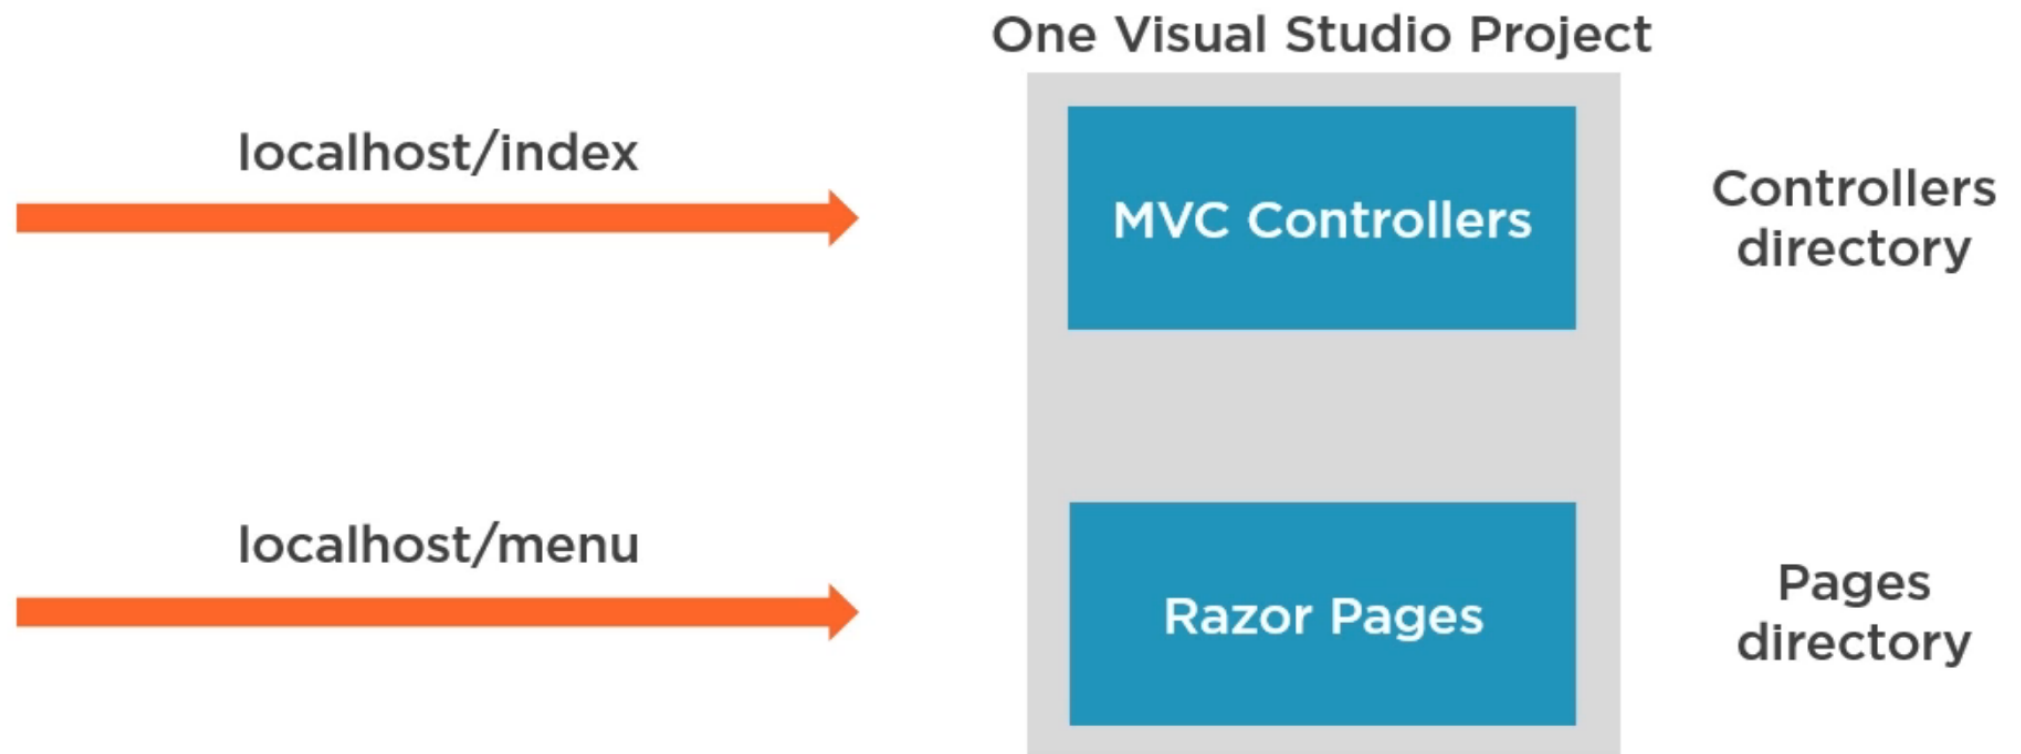 One Visual Studio Project
localhost/index
MVC Controllers
Controllers
directory
localhost/menu
Razor Pages
Pages
directory